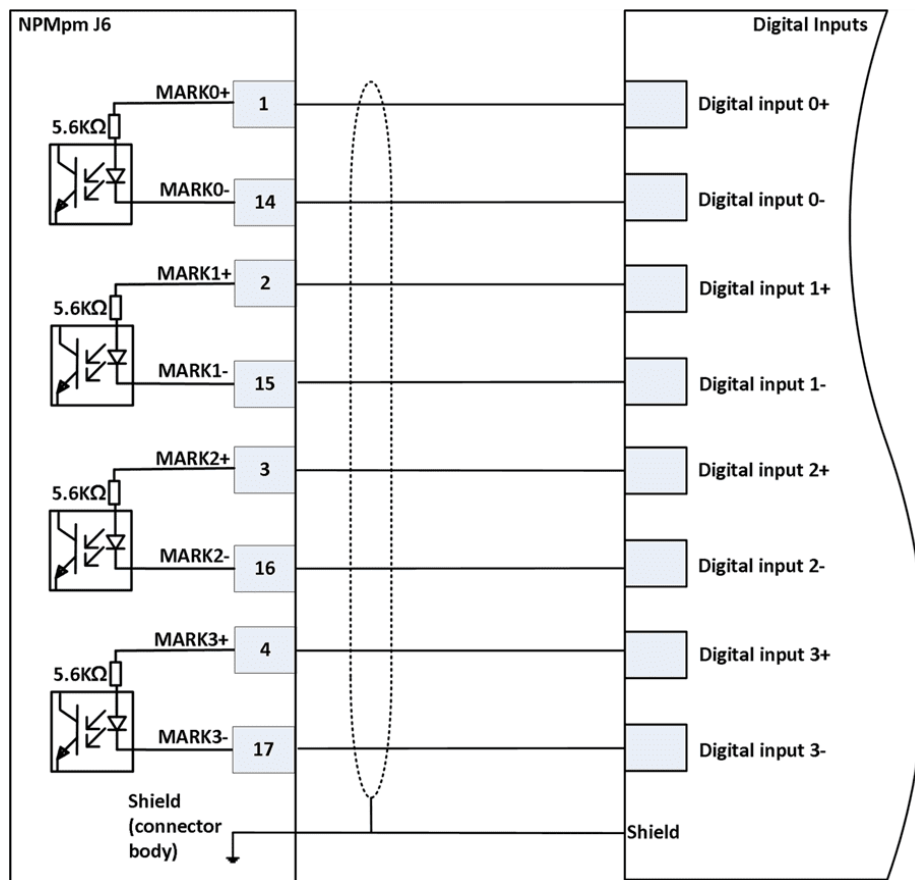 NPMpm J6
Digital Inputs
MARK0+
1
Digital input 0+
5.6KΩ
MARK0-
14
Digital input 0-
MARK1+
2
Digital input 1+
5.6KΩ
MARK1-
15
Digital input 1-
MARK2+
3
Digital input 2+
5.6KΩ
MARK2-
16
Digital input 2-
MARK3+
4
Digital input 3+
5.6KΩ
MARK3-
17
Digital input 3-
Shield
(connector
body)
Shield